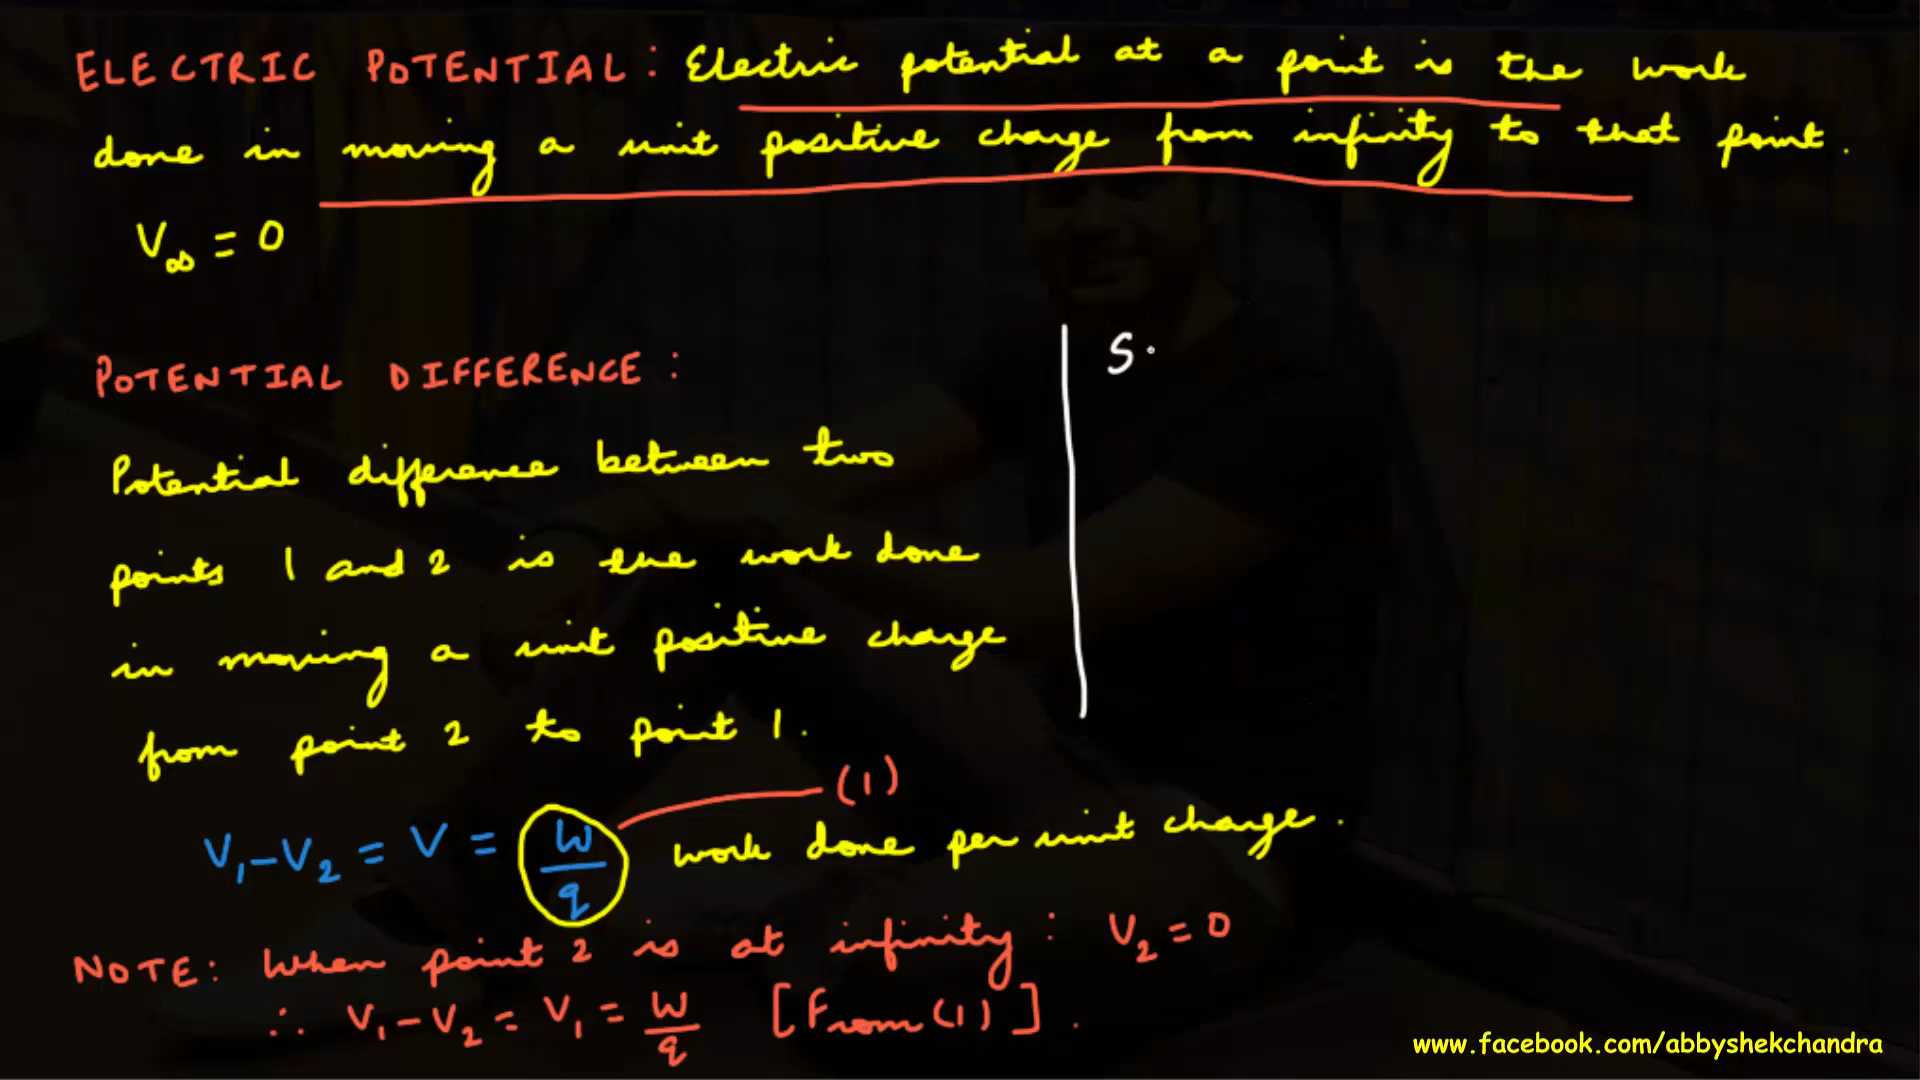 ELECTRIC POTENTIAL: Electric potential at a point is the work
done in moving a unit positive charge from infinity to that point.
V∞ = 0
POTENTIAL DIFFERENCE:
Potential difference between two
points 1 and 2 is the work done
in moving a unit positive charge
from point 2 to point 1.
S.
(1)
V₁-V₂ = V = W/q work done per unit charge.
NOTE: When point 2 is at infinity: V₂ = 0
∴ V₁-V₂ = V₁ = W/q [From (1)].
www.facebook.com/abbyshekchandra